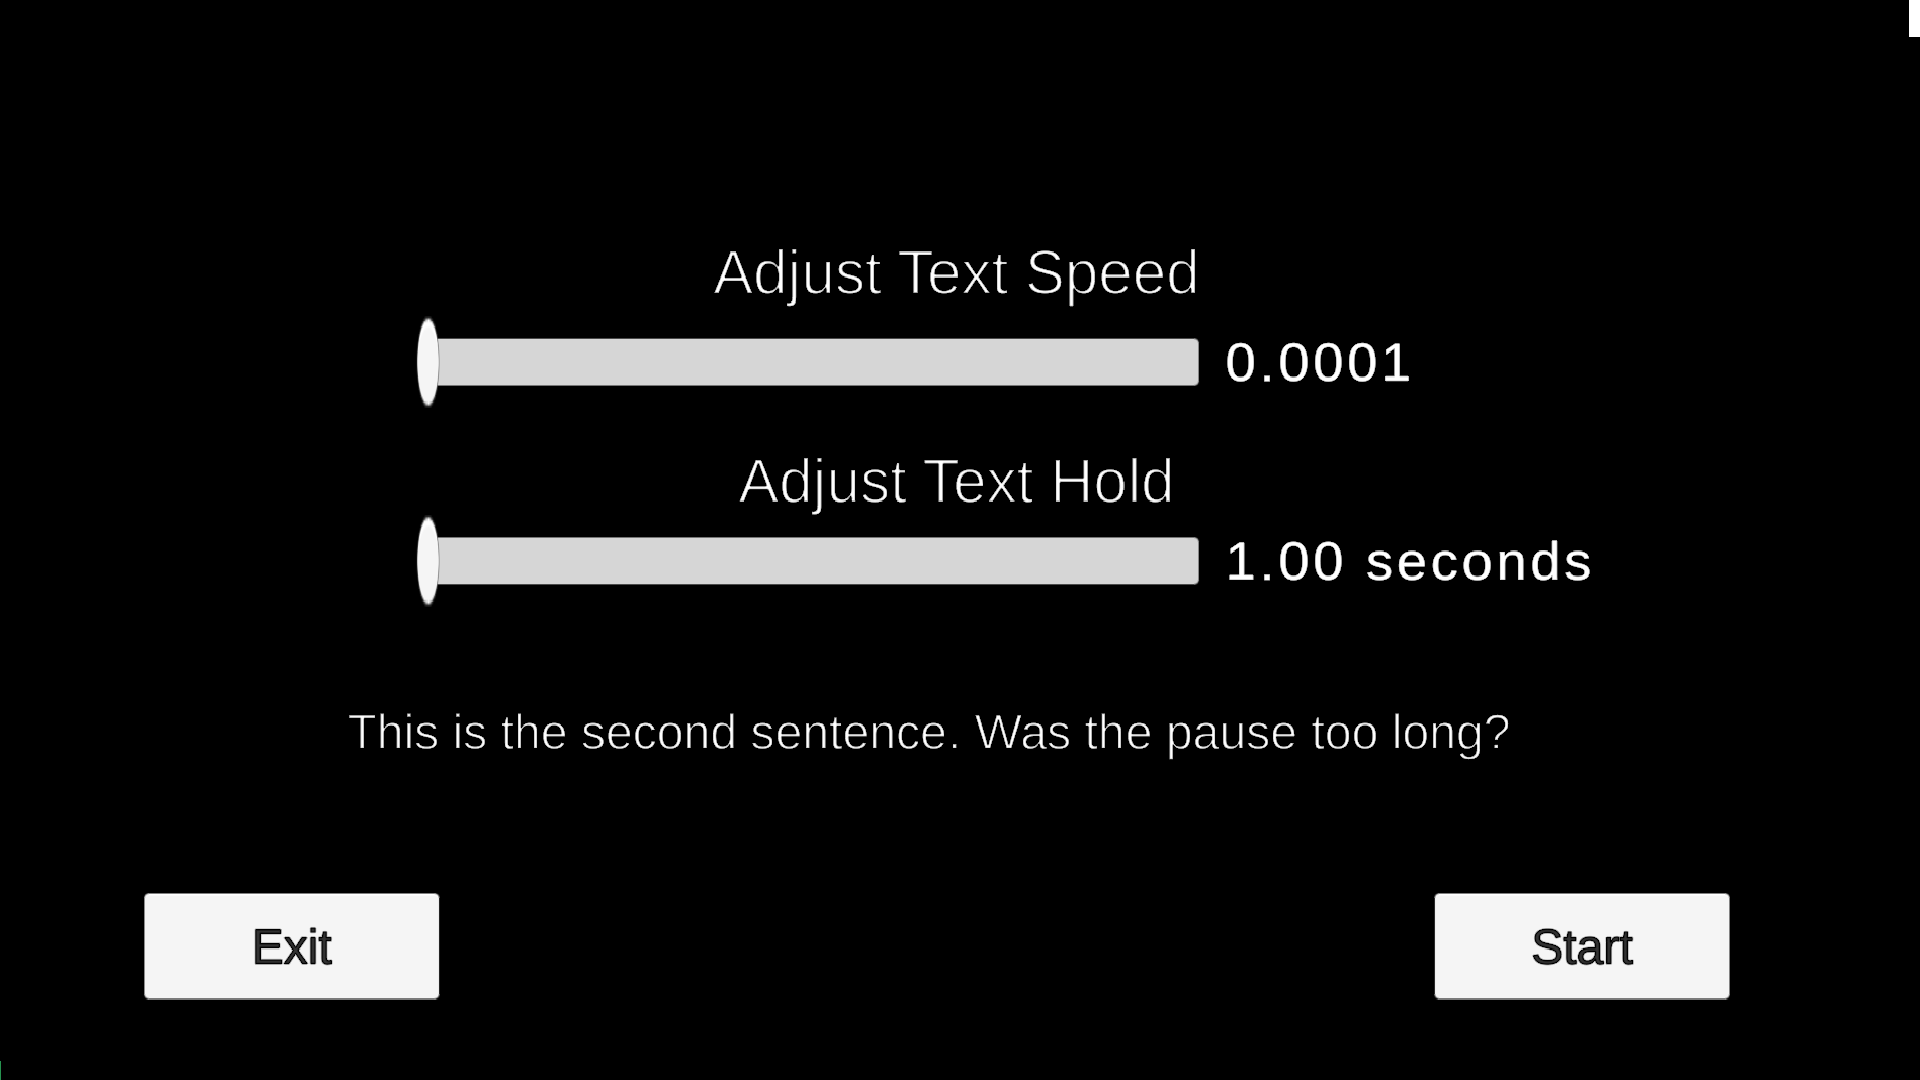 Adjust Text Speed
0.0001
Adjust Text Hold
1.00 seconds
This is the second sentence. Was the pause too long?
Exit
Start